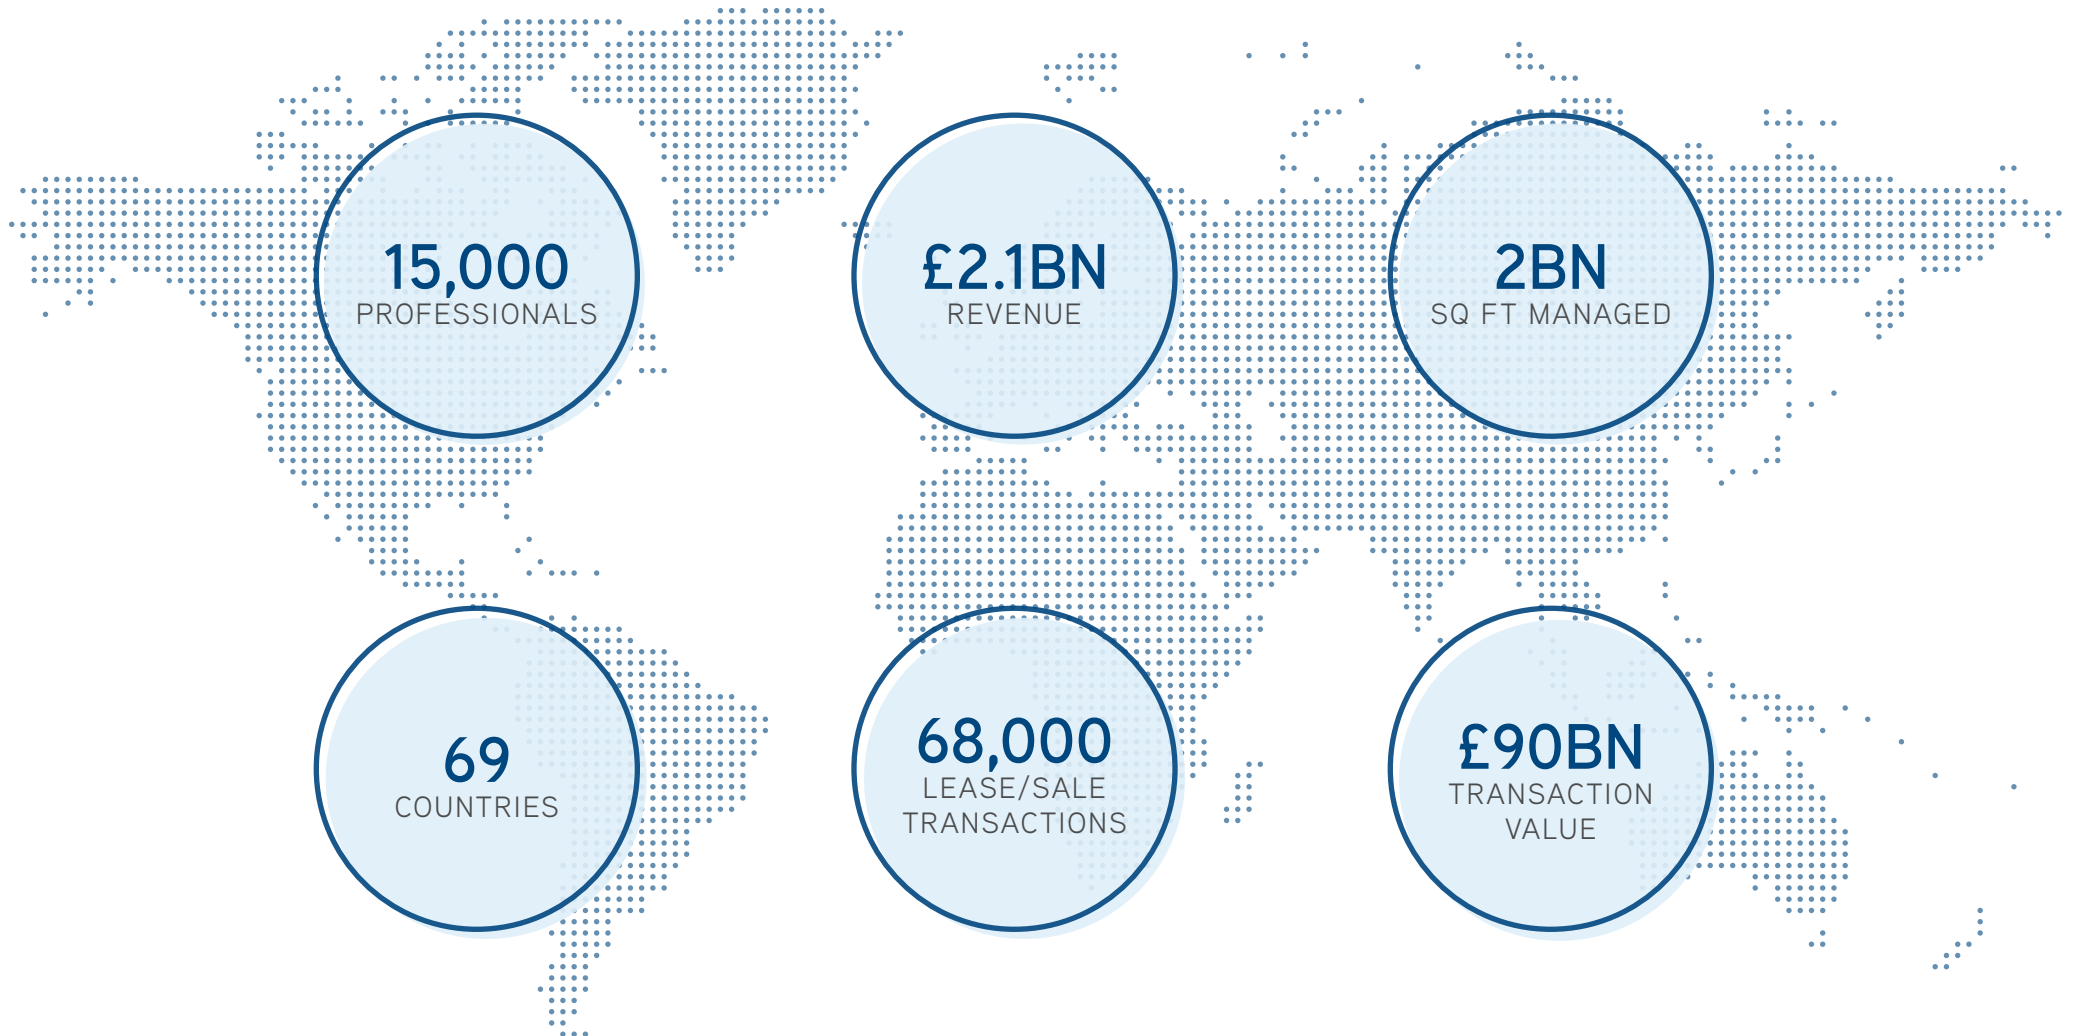 15,000
PROFESSIONALS
£2.1BN
REVENUE
2BN
SQ FT MANAGED
69
COUNTRIES
68,000
LEASE/SALE
TRANSACTIONS
£90BN
TRANSACTION
VALUE